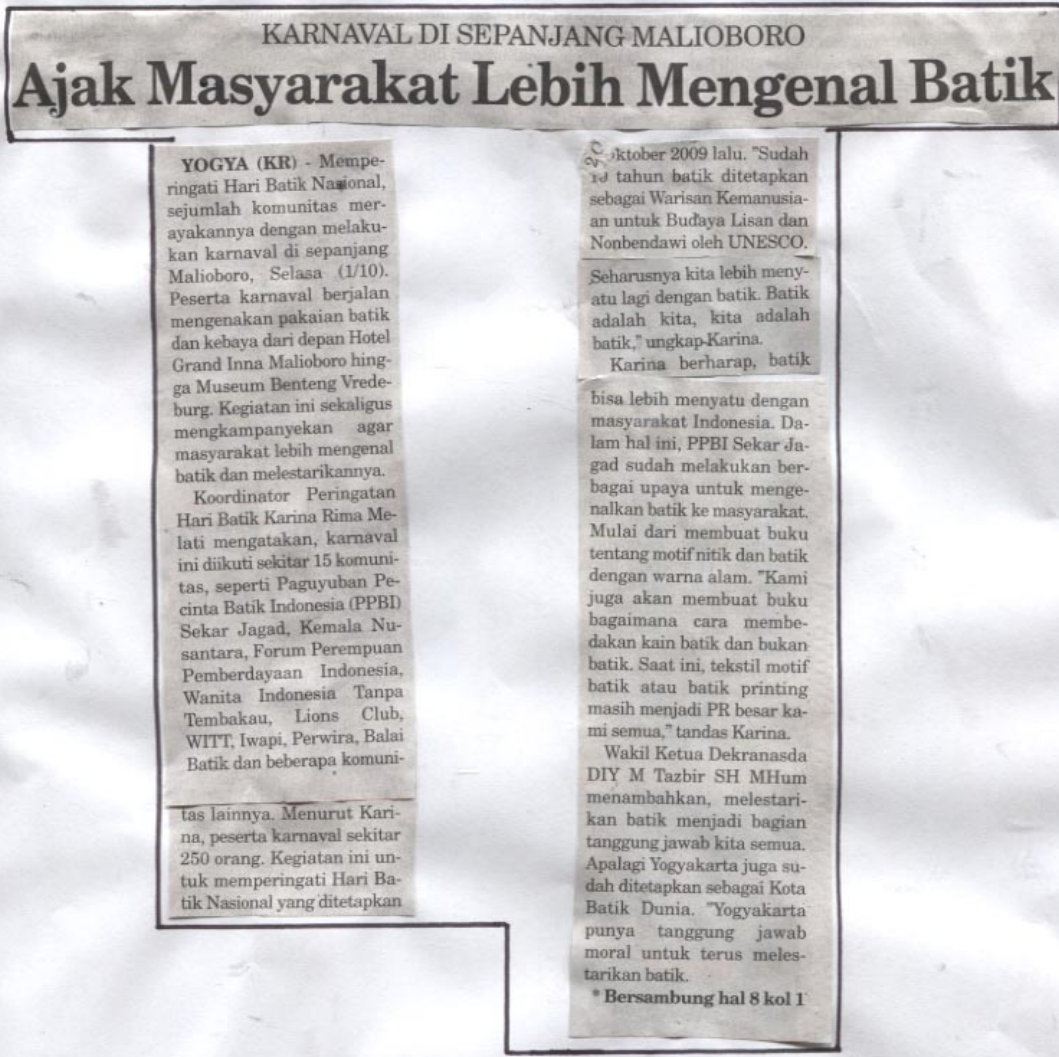 KARNAVAL DI SEPANJANG MALIOBORO
Ajak Masyarakat Lebih Mengenal Batik
YOGYA (KR) - Mempe-
ringati Hari Batik Nasional,
sejumlah komunitas mer-
ayakannya dengan melaku-
kan karnaval di sepanjang
Malioboro, Selasa (1/10).
Peserta karnaval berjalan
mengenakan pakaian batik
dan kebaya dari depan Hotel
Grand Inna Malioboro hing-
ga Museum Benteng Vrede-
burg. Kegiatan ini sekaligus
mengkampanyekan agar
masyarakat lebih mengenal
batik dan melestarikannya.
Koordinator Peringatan
Hari Batik Karina Rima Me-
lati mengatakan, karnaval
ini diikuti sekitar 15 komuni-
tas, seperti Paguyuban Pe-
cinta Batik Indonesia (PPBI)
Sekar Jagad, Kemala Nu-
santara, Forum Perempuan
Pemberdayaan Indonesia,
Wanita Indonesia Tanpa
Tembakau, Lions Club,
WITT, Iwapi, Perwira, Balai
Batik dan beberapa komuni-
tas lainnya. Menurut Kari-
na, peserta karnaval sekitar
250 orang. Kegiatan ini un-
tuk memperingati Hari Ba-
tik Nasional yang ditetapkan
ktober 2009 lalu. "Sudah
tahun batik ditetapkan
sebagai Warisan Kemanusia-
an untuk Budaya Lisan dan
Nonbendawi oleh UNESCO.
Seharusnya kita lebih meny-
atu lagi dengan batik. Batik
adalah kita, kita adalah
batik," ungkap Karina.
Karina berharap, batik
bisa lebih menyatu dengan
masyarakat Indonesia. Da-
lam hal ini, PPBI Sekar Ja-
gad sudah melakukan ber-
bagai upaya untuk menge-
nalkan batik ke masyarakat.
Mulai dari membuat buku
tentang motif nitik dan batik
dengan warna alam. "Kami
juga akan membuat buku
bagaimana cara membe-
dakan kain batik dan bukan
batik. Saat ini, tekstil motif
batik atau batik printing
masih menjadi PR besar ka-
mi semua," tandas Karina.
Wakil Ketua Dekranasda
DIY M Tazbir SH MHum
menambahkan, melestari-
kan batik menjadi bagian
tanggung jawab kita semua.
Apalagi Yogyakarta juga su-
dah ditetapkan sebagai Kota
Batik Dunia. "Yogyakarta
punya tanggung jawab
moral untuk terus meles-
tarikan batik.
* Bersambung hal 8 kol 1